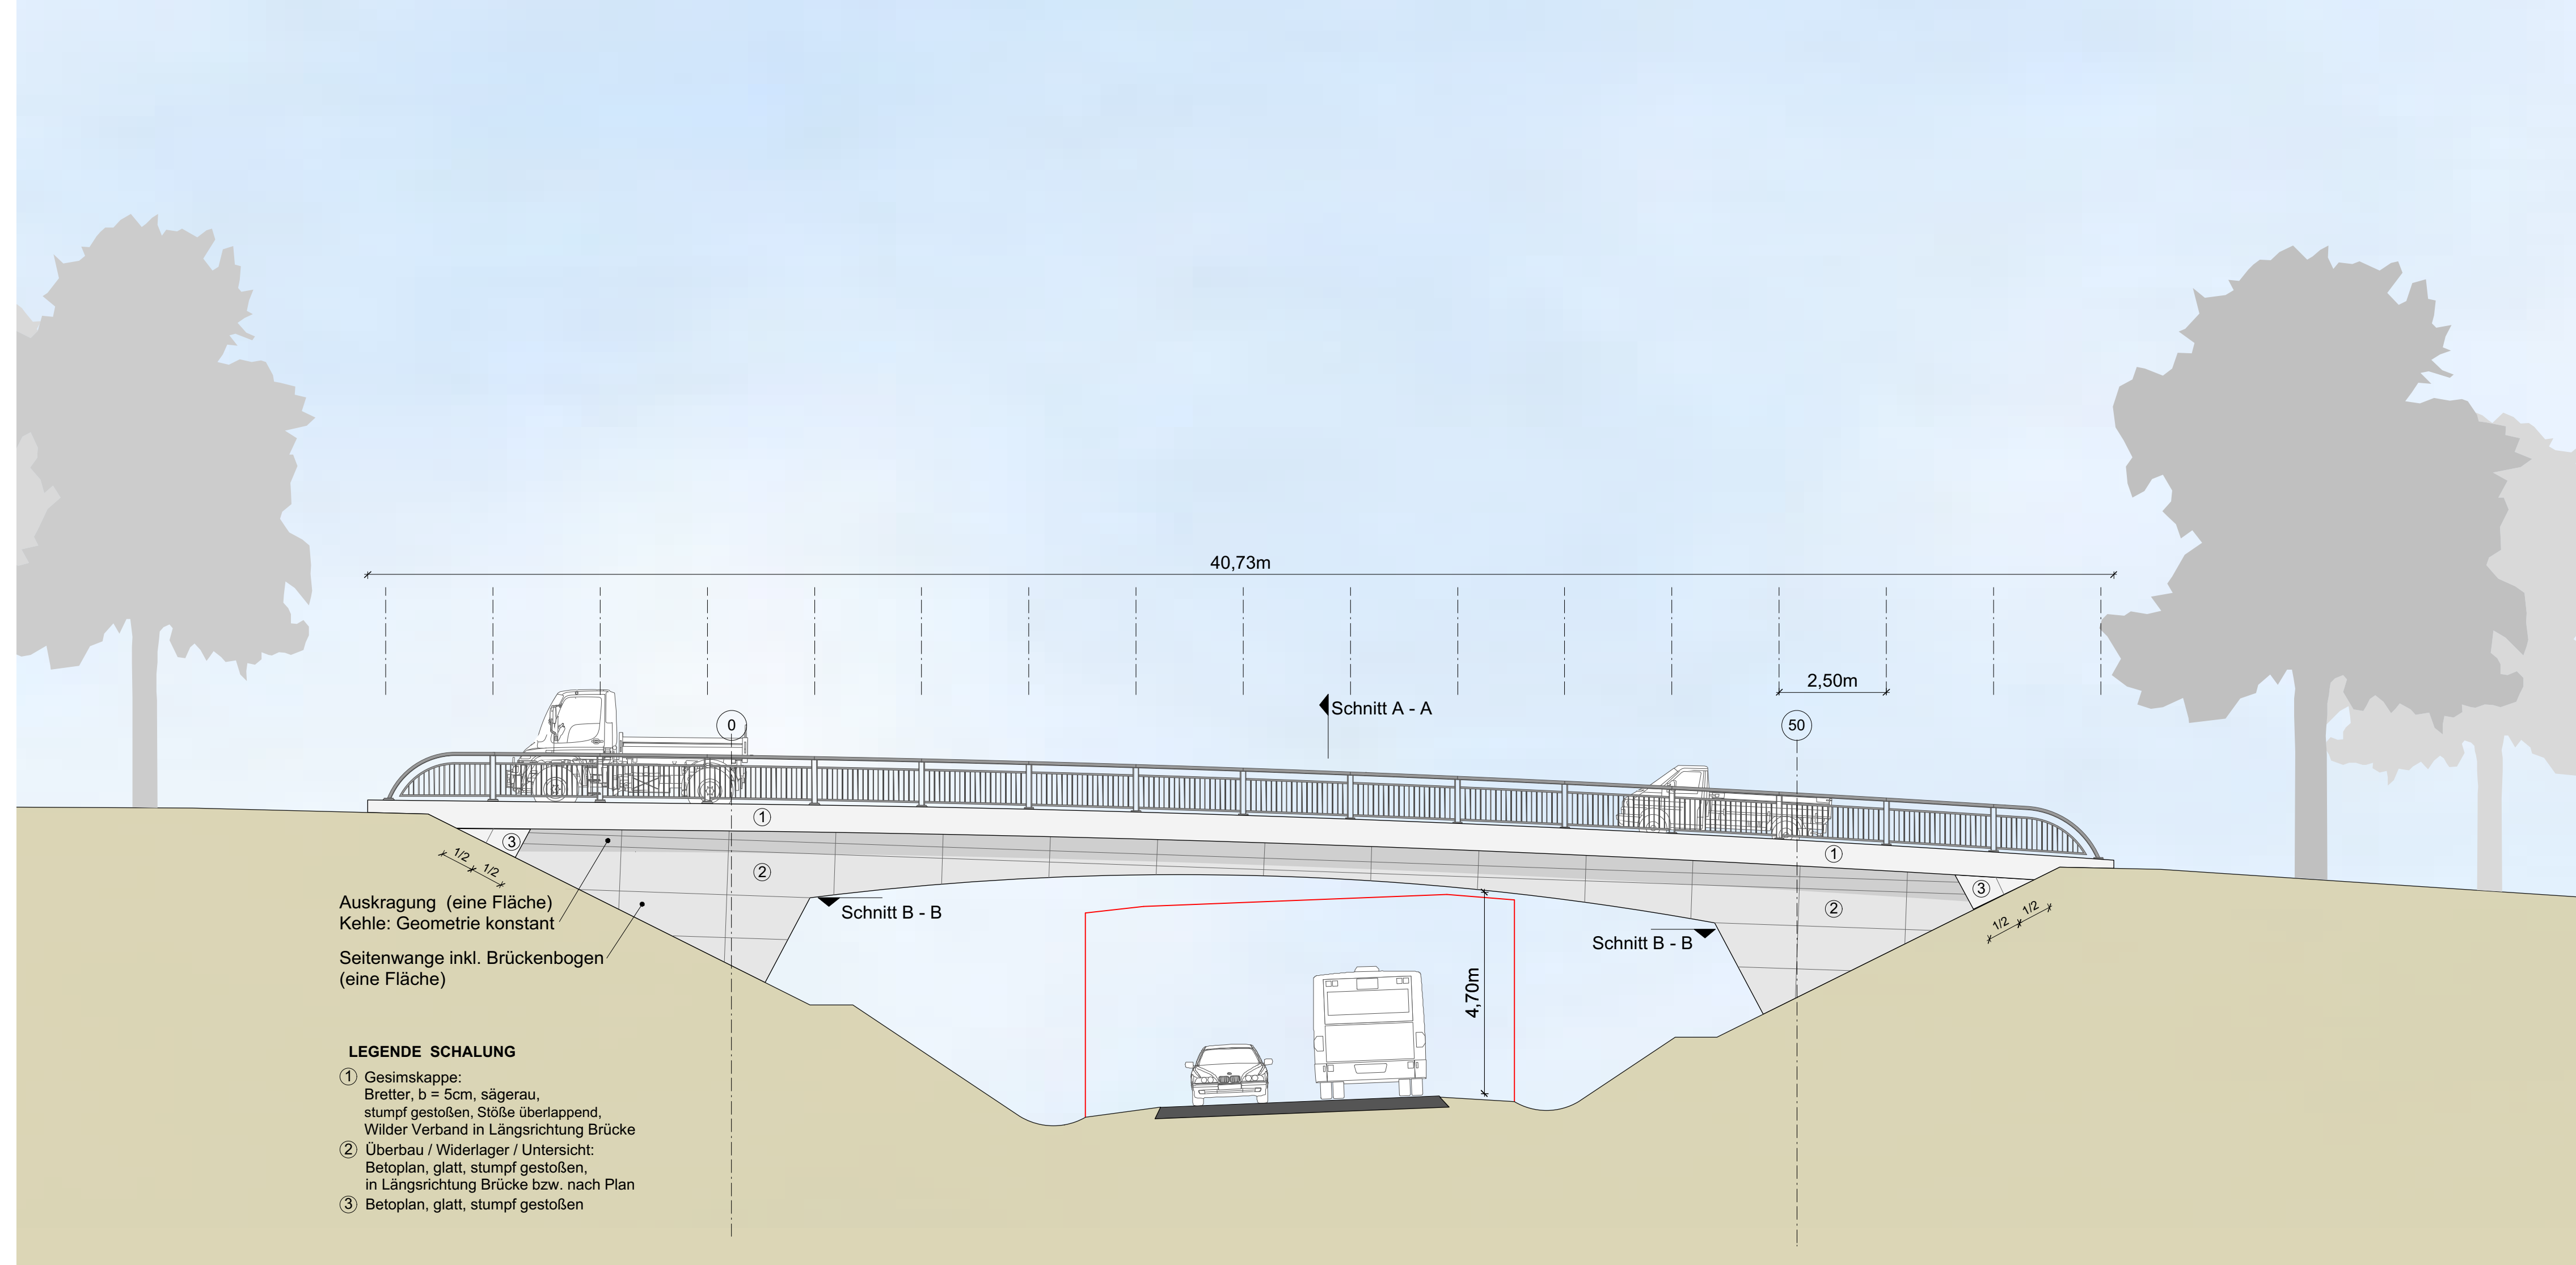 40,73m
2,50m
Schnitt A - A
0
50
1
1
3
2
3
2
1/2
1/2
1/2
1/2
Auskragung (eine Fläche)
Kehle: Geometrie konstant
Schnitt B - B
Schnitt B - B
Seitenwange inkl. Brückenbogen
(eine Fläche)
4,70m
LEGENDE SCHALUNG
1 Gesimskappe:
Bretter, b = 5cm, sägerau,
stumpf gestoßen, Stöße überlappend,
Wilder Verband in Längsrichtung Brücke
2 Überbau / Widerlager / Untersicht:
Betoplan, glatt, stumpf gestoßen,
in Längsrichtung Brücke bzw. nach Plan
3 Betoplan, glatt, stumpf gestoßen